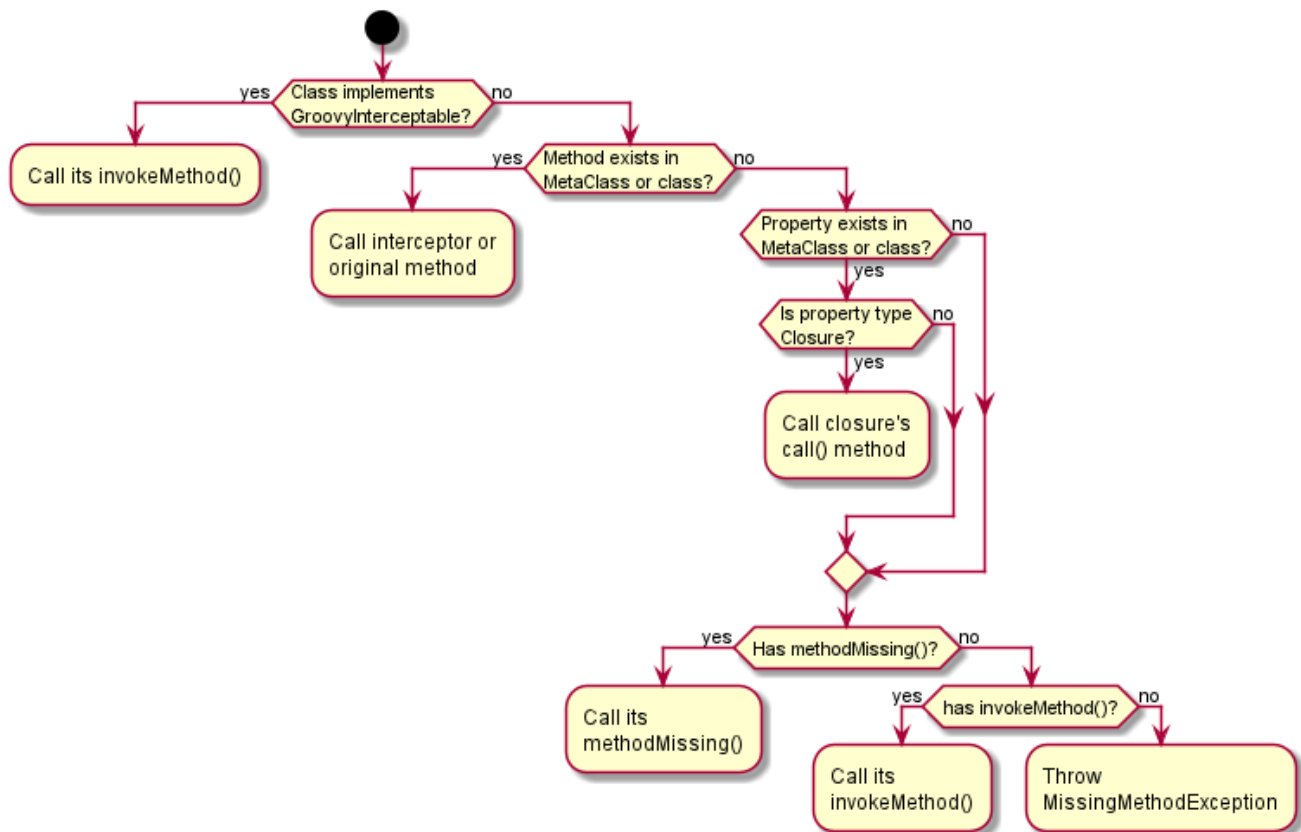 Class implements
GroovyInterceptable?
yes
no
Call its invokeMethod()
Method exists in
MetaClass or class?
yes
no
Call interceptor or
original method
Property exists in
MetaClass or class?
no
yes
Is property type
Closure?
no
yes
Call closure's
call() method
Has methodMissing()?
yes
no
Call its
methodMissing()
has invokeMethod()?
yes
no
Call its
invokeMethod()
Throw
MissingMethodException